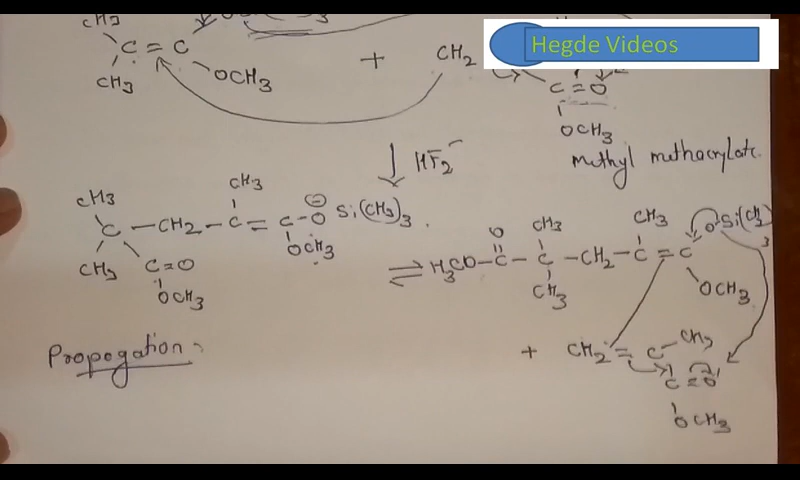 Hegde Videos
CH3
C = C
CH3
OCH3
+
CH2
C=O
OCH3
methyl methacrylate.
HF2-
CH3
CH3
C — CH2 — C = C - O Si(CH3)3.
OCH3
CH3
C=O
OCH3
⇌
O
CH3
CH3
H3CO - C - C - CH2 - C = C
O Si(CH3)3
CH3
OCH3
Propogation:
+ CH2 = C - CH3
C=O
OCH3